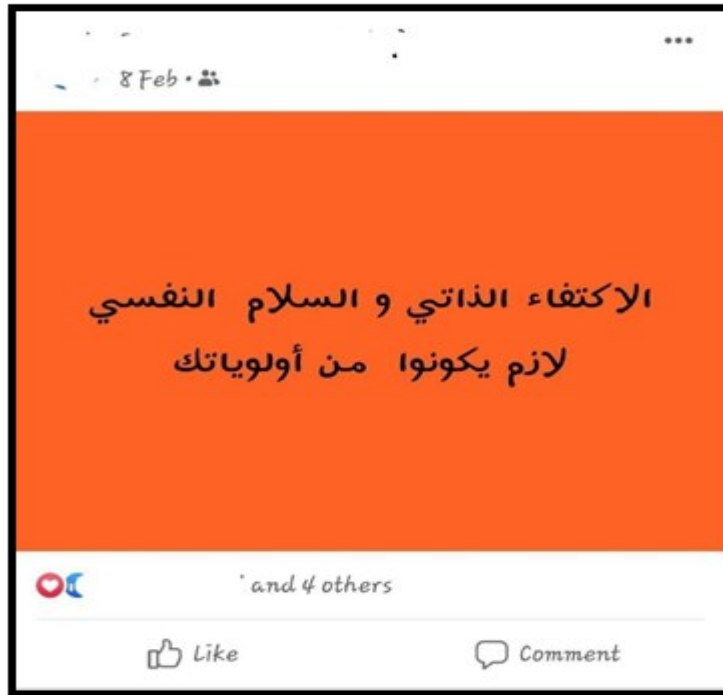 8 Feb
الاكتفاء الذاتي و السلام النفسي
لازم يكونوا من أولوياتك
and 4 others
Like
Comment